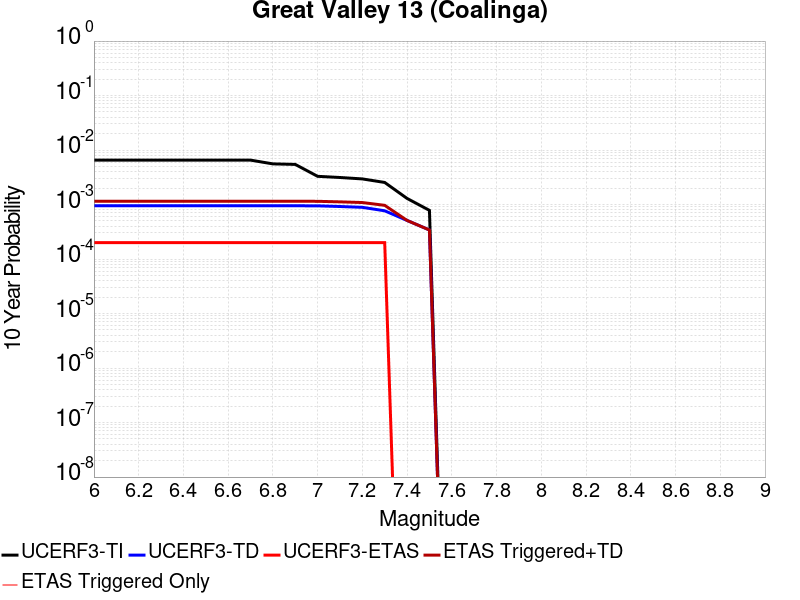 Great Valley 13 (Coalinga)
10 0
10 -1
10 -2
10 -3
10 -4
10 -5
10 -6
10 -7
10 -8
10 Year Probability
6 6.2 6.4 6.6 6.8 7 7.2 7.4 7.6 7.8 8 8.2 8.4 8.6 8.8 9
Magnitude
UCERF3-TI UCERF3-TD UCERF3-ETAS ETAS Triggered+TD
ETAS Triggered Only